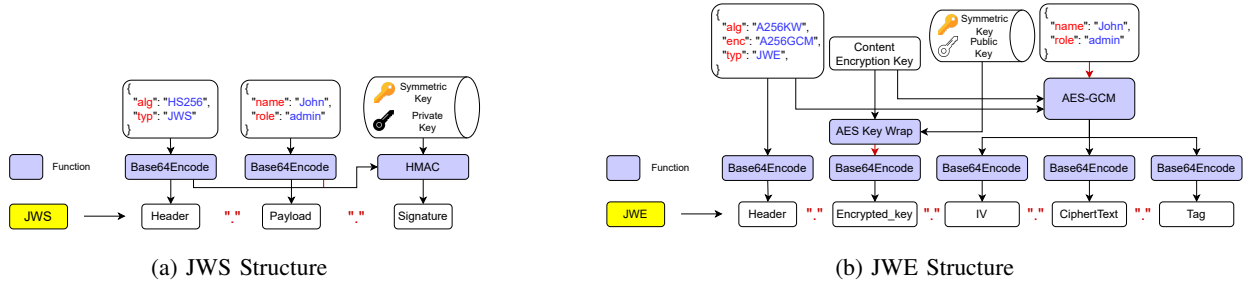 {
"alg": "HS256",
"typ": "JWS"
}
{
"name": "John",
"role": "admin"
}
Symmetric
Key
Private
Key
Function
Base64Encode
Base64Encode
HMAC
JWS
Header
"."
Payload
"."
Signature
(a) JWS Structure
{
"alg": "A256KW",
"enc": "A256GCM",
"typ": "JWE",
}
Content
Encryption Key
Symmetric
Key
Public
Key
{
"name": "John",
"role": "admin"
}
AES-GCM
AES Key Wrap
Function
Base64Encode
Base64Encode
Base64Encode
Base64Encode
Base64Encode
JWE
Header
"."
Encrypted_key
"."
IV
"."
CiphertText
"."
Tag
(b) JWE Structure